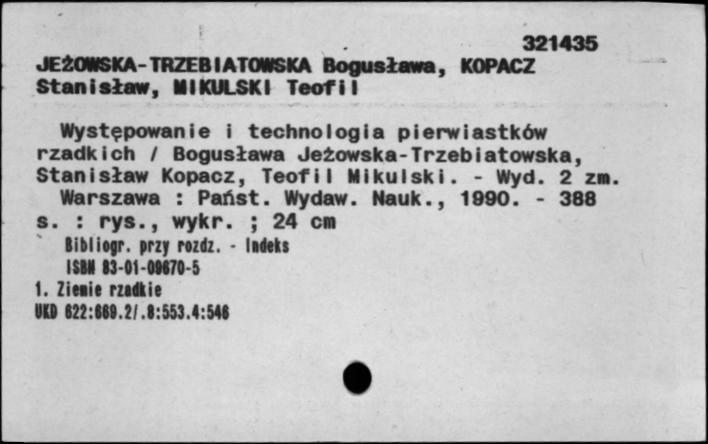 321435
JEŻOWSKA-TRZEBIATOWSKA Bogusława, KOPACZ
Stanisław, MIKULSKI Teofil
Występowanie i technologia pierwiastków
rzadkich / Bogusława Jeżowska-Trzebiatowska,
Stanisław Kopacz, Teofil Mikulski. - Wyd. 2 zm.
Warszawa : Państ. Wydaw. Nauk., 1990. - 388
s. : rys., wykr. ; 24 cm
Bibliogr. przy rozdz. - Indeks
ISBN 83-01-09670-5
1. Ziemie rzadkie
UKD 622:669.2/.8:553.4:546